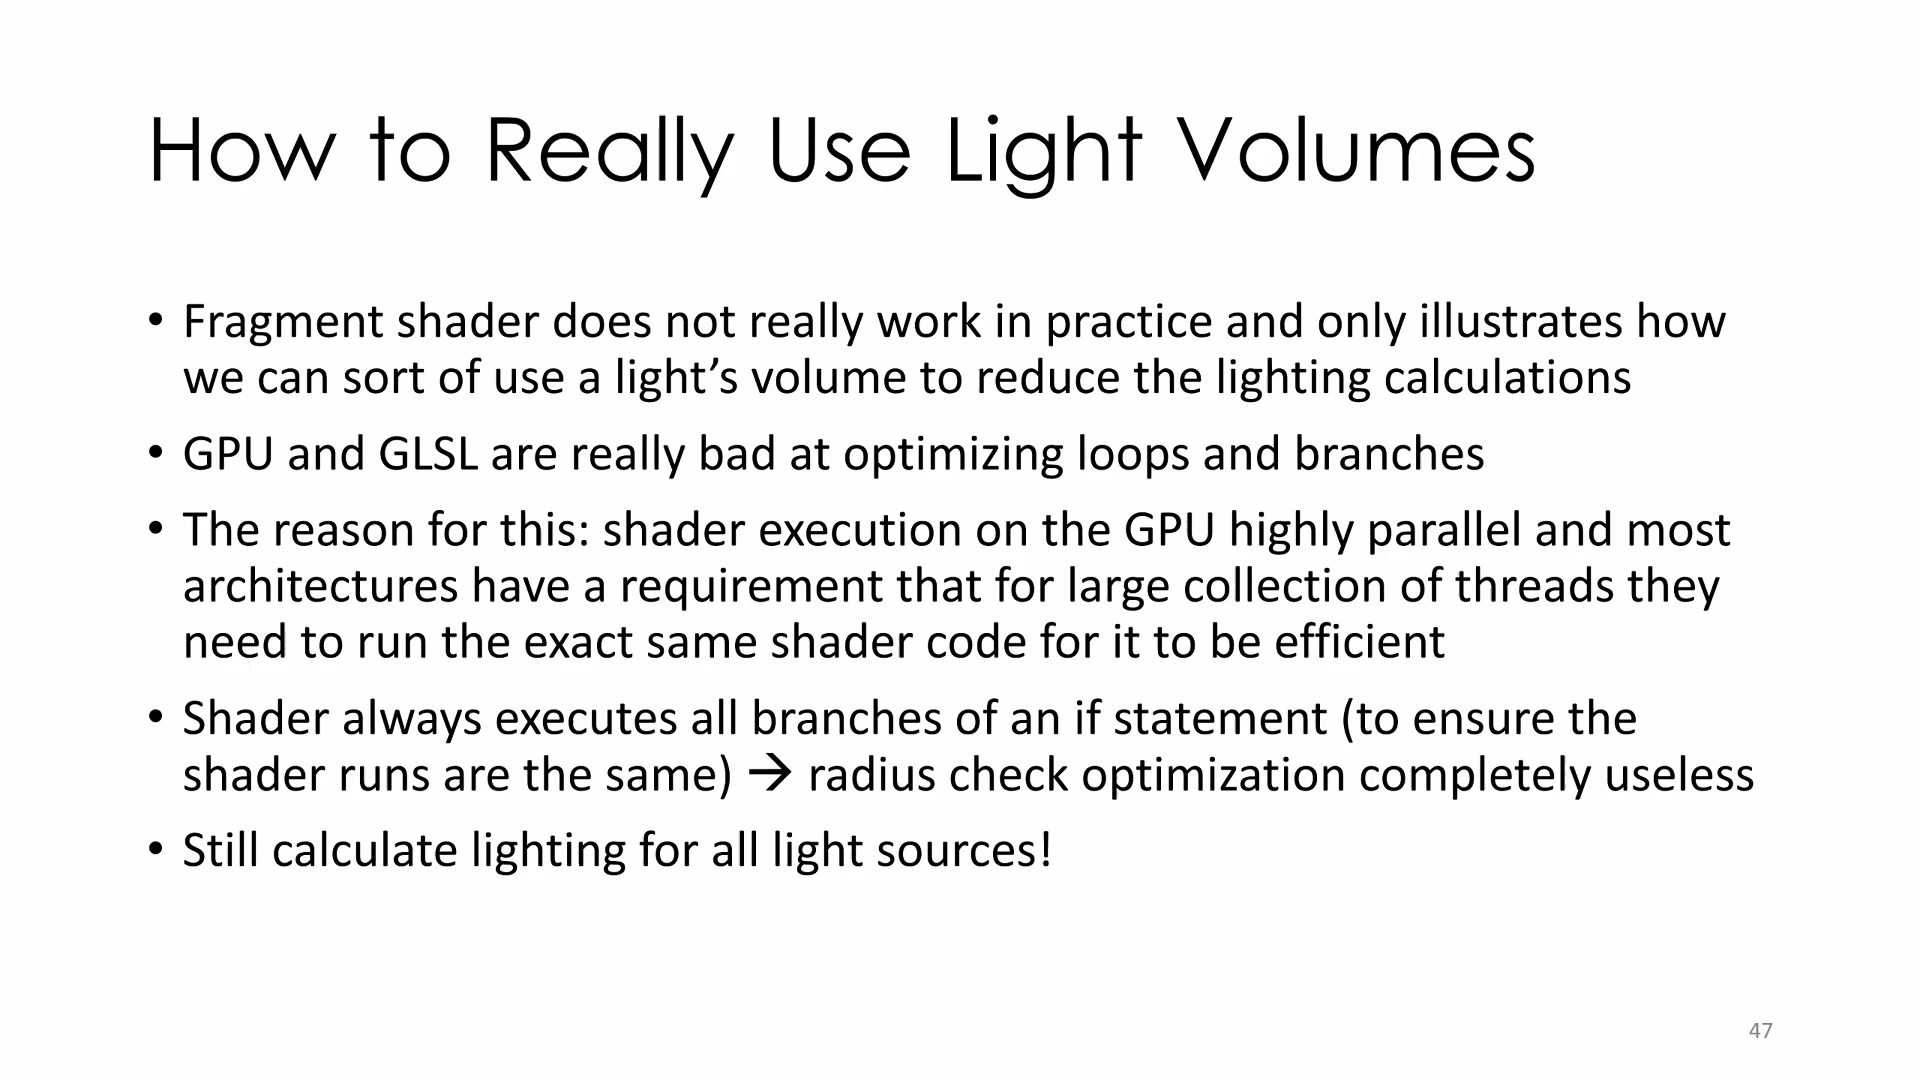 How to Really Use Light Volumes
• Fragment shader does not really work in practice and only illustrates how
we can sort of use a light’s volume to reduce the lighting calculations
• GPU and GLSL are really bad at optimizing loops and branches
• The reason for this: shader execution on the GPU highly parallel and most
architectures have a requirement that for large collection of threads they
need to run the exact same shader code for it to be efficient
• Shader always executes all branches of an if statement (to ensure the
shader runs are the same) → radius check optimization completely useless
• Still calculate lighting for all light sources!
47